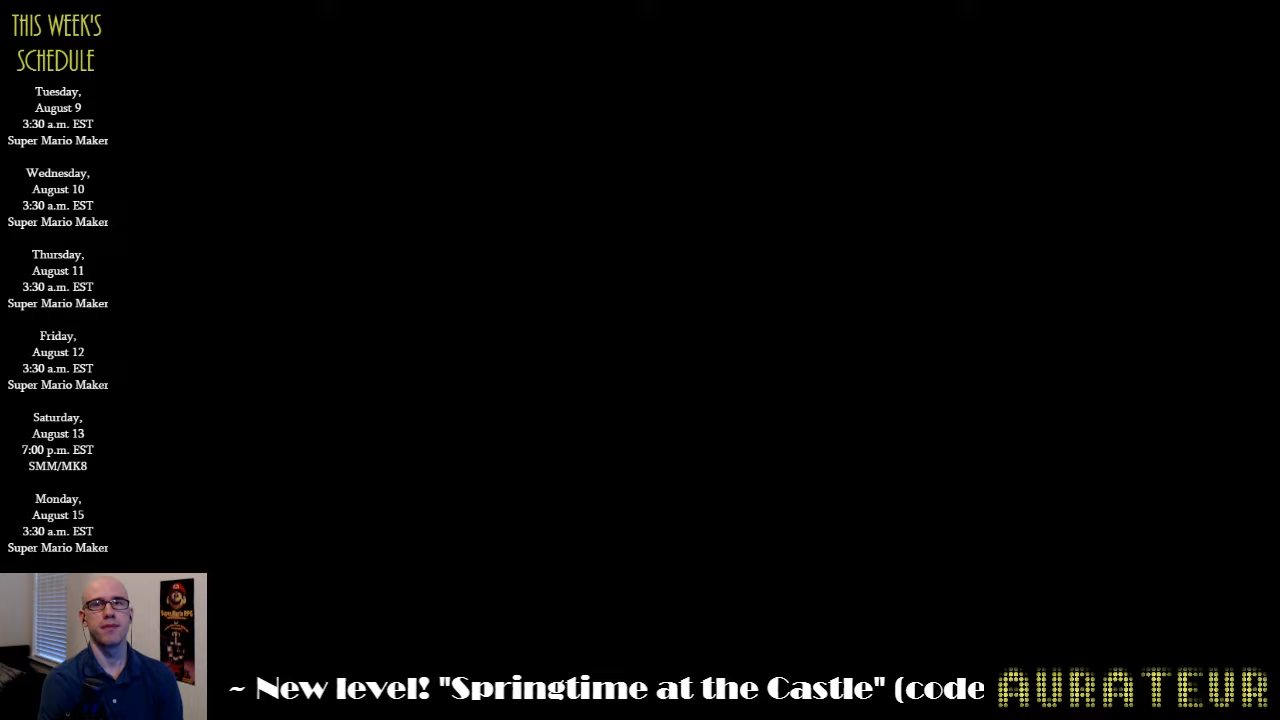 THIS WEEK'S
SCHEDULE
Tuesday,
August 9
3:30 a.m. EST
Super Mario Maker
Wednesday,
August 10
3:30 a.m. EST
Super Mario Maker
Thursday,
August 11
3:30 a.m. EST
Super Mario Maker
Friday,
August 12
3:30 a.m. EST
Super Mario Maker
Saturday,
August 13
7:00 p.m. EST
SMM/MK8
Monday,
August 15
3:30 a.m. EST
Super Mario Maker
Super Mario RPG
~ New level! "Springtime at the Castle" (code
AURATEUR